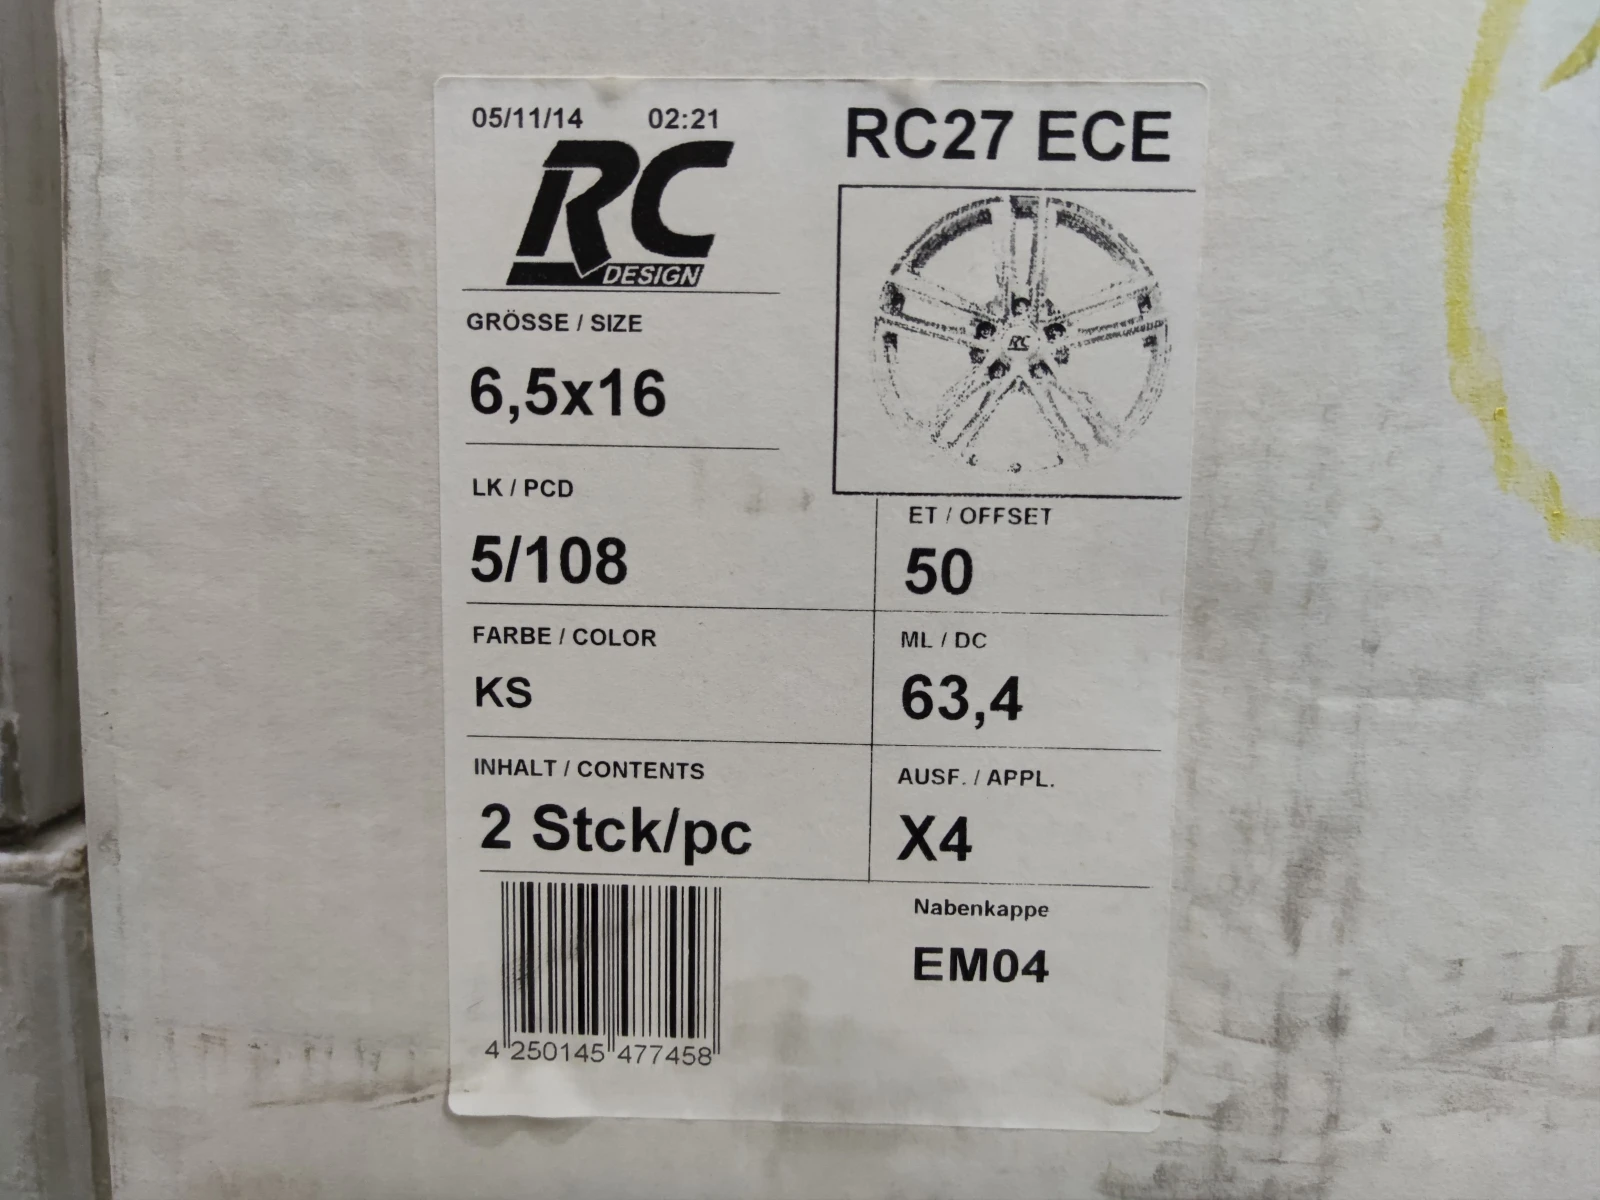 05/11/14 02:21
RC27 ECE
RC
DESIGN
RC
GRÖSSE / SIZE
6,5x16
LK / PCD
5/108
ET / OFFSET
50
FARBE / COLOR
KS
ML / DC
63,4
INHALT / CONTENTS
2 Stck/pc
AUSF. / APPL.
X4
Nabenkappe
EM04
4 250145 477458